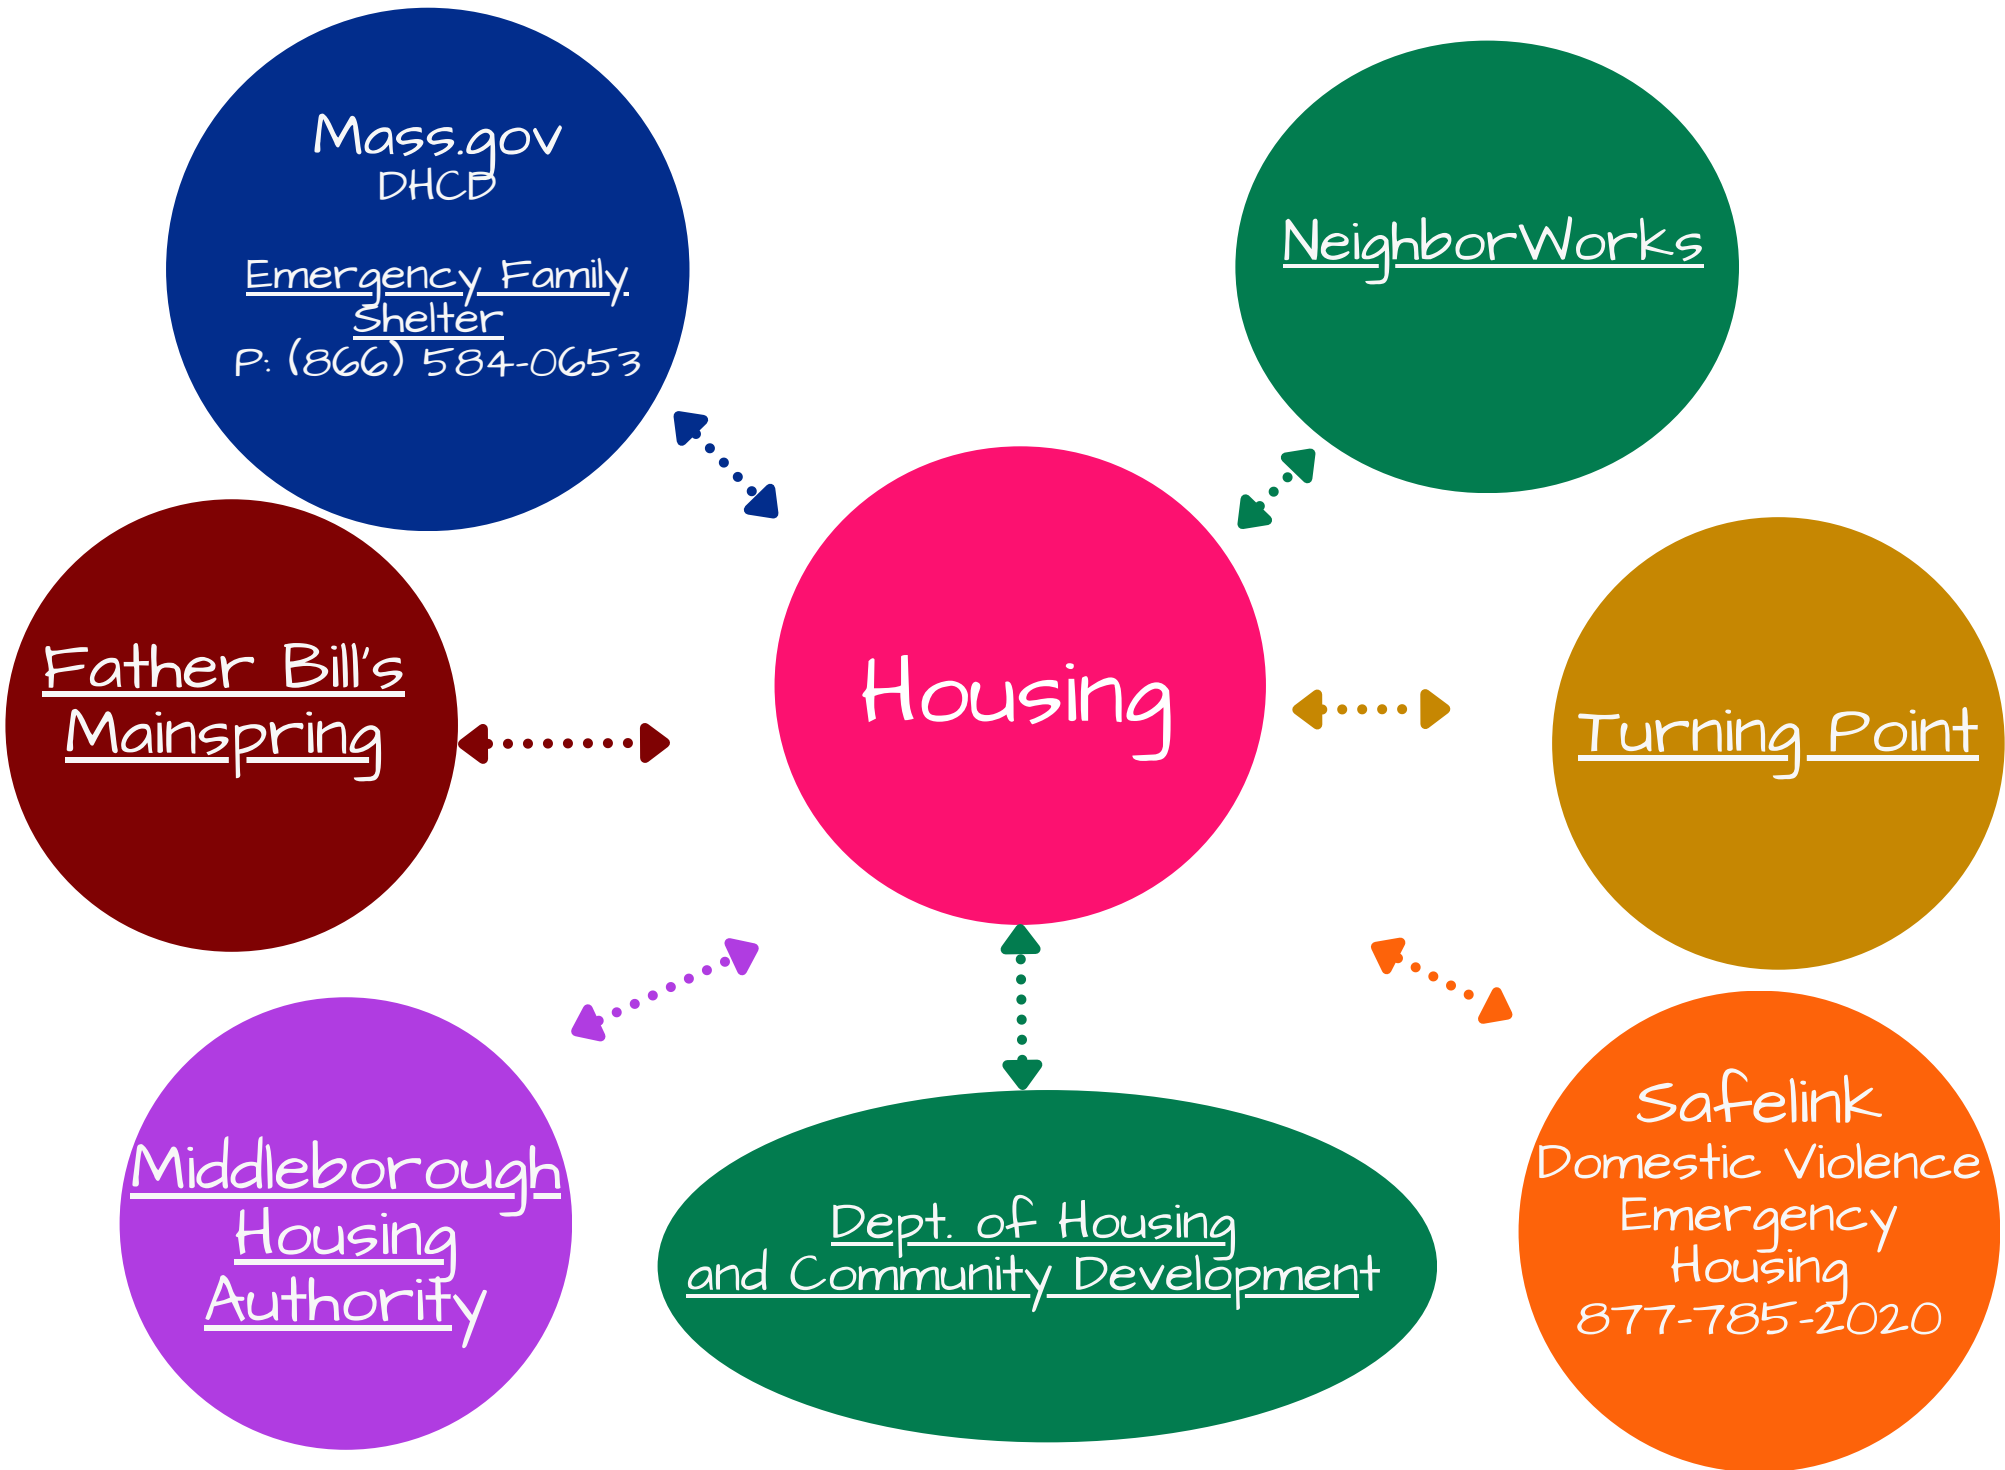 Mass.gov
DHCD
Emergency Family
Shelter
P: (866) 584-0653
NeighborWorks
Father Bill's
Mainspring
Housing
Turning Point
Middleborough
Housing
Authority
Dept. of Housing
and Community Development
Safelink
Domestic Violence
Emergency
Housing
877-785-2020